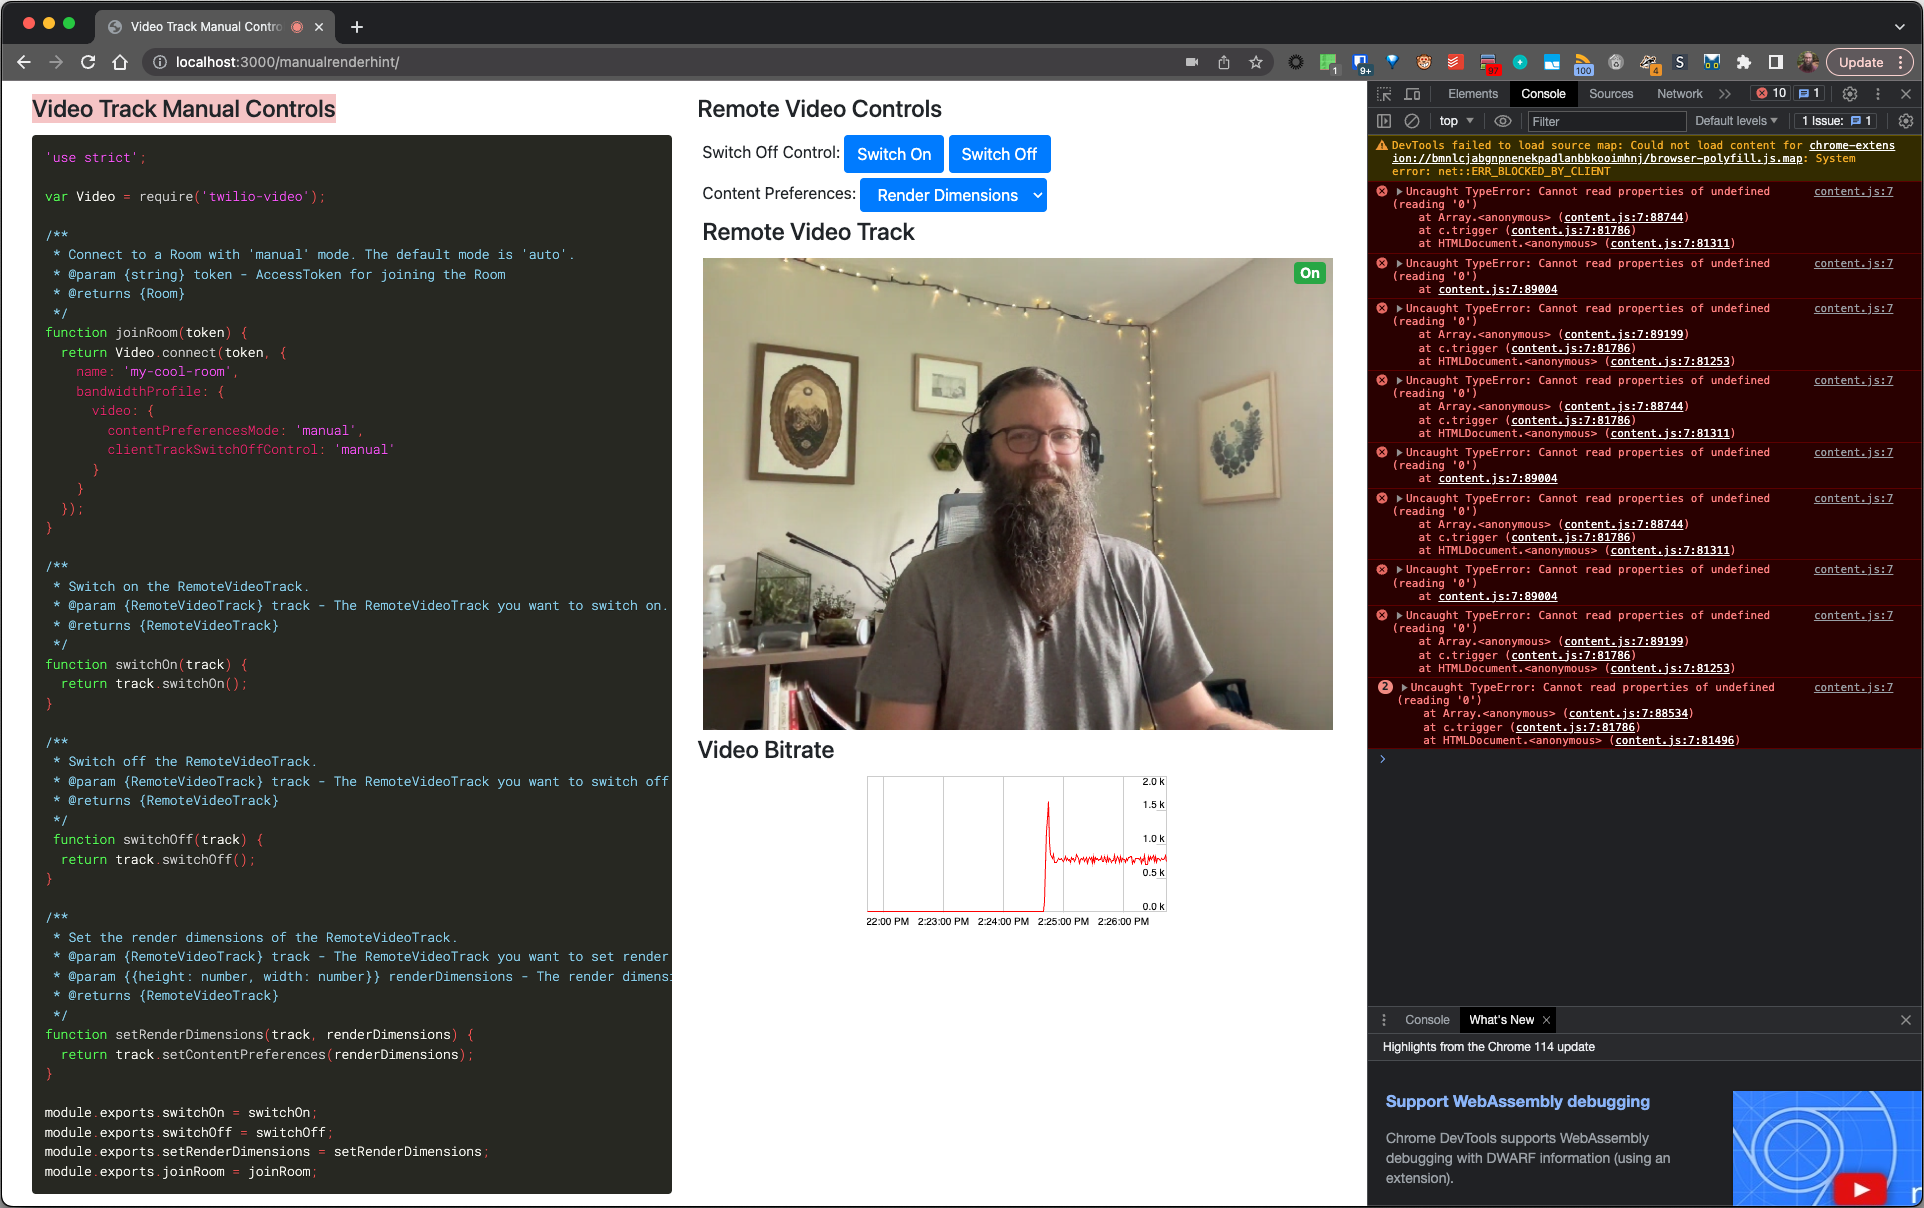 Video Track Manual Contro
localhost:3000/manualrenderhint/
1
9+
97
100
4
S
Update
Video Track Manual Controls
'use strict';
var Video = require('twilio-video');
/**
* Connect to a Room with 'manual' mode. The default mode is 'auto'.
* @param {string} token - AccessToken for joining the Room
* @returns {Room}
*/
function joinRoom(token) {
return Video.connect(token, {
name: 'my-cool-room',
bandwidthProfile: {
video: {
contentPreferencesMode: 'manual',
clientTrackSwitchOffControl: 'manual'
}
}
});
}
/**
* Switch on the RemoteVideoTrack.
* @param {RemoteVideoTrack} track - The RemoteVideoTrack you want to switch on.
* @returns {RemoteVideoTrack}
*/
function switchOn(track) {
return track.switchOn();
}
/**
* Switch off the RemoteVideoTrack.
* @param {RemoteVideoTrack} track - The RemoteVideoTrack you want to switch off
* @returns {RemoteVideoTrack}
*/
function switchOff(track) {
return track.switchOff();
}
/**
* Set the render dimensions of the RemoteVideoTrack.
* @param {RemoteVideoTrack} track - The RemoteVideoTrack you want to set render
* @param {{height: number, width: number}} renderDimensions - The render dimensi
* @returns {RemoteVideoTrack}
*/
function setRenderDimensions(track, renderDimensions) {
return track.setContentPreferences(renderDimensions);
}
module.exports.switchOn = switchOn;
module.exports.switchOff = switchOff;
module.exports.setRenderDimensions = setRenderDimensions;
module.exports.joinRoom = joinRoom;
Remote Video Controls
Switch Off Control: Switch On Switch Off
Content Preferences: Render Dimensions
Remote Video Track
On
Video Bitrate
2.0 k
1.5 k
1.0 k
0.5 k
0.0 k
22:00 PM 2:23:00 PM 2:24:00 PM 2:25:00 PM 2:26:00 PM
Elements Console Sources Network 10 1
top Filter Default levels 1 Issue: 1
DevTools failed to load source map: Could not load content for chrome-extens
ion://bmnlcjabgnpnenekpadlanbbkooimhnj/browser-polyfill.js.map: System
error: net::ERR_BLOCKED_BY_CLIENT
Uncaught TypeError: Cannot read properties of undefined content.js:7
(reading '0')
at Array.<anonymous> (content.js:7:88744)
at c.trigger (content.js:7:81786)
at HTMLDocument.<anonymous> (content.js:7:81311)
Uncaught TypeError: Cannot read properties of undefined content.js:7
(reading '0')
at content.js:7:89004
Uncaught TypeError: Cannot read properties of undefined content.js:7
(reading '0')
at Array.<anonymous> (content.js:7:89199)
at c.trigger (content.js:7:81786)
at HTMLDocument.<anonymous> (content.js:7:81253)
Uncaught TypeError: Cannot read properties of undefined content.js:7
(reading '0')
at Array.<anonymous> (content.js:7:88744)
at c.trigger (content.js:7:81786)
at HTMLDocument.<anonymous> (content.js:7:81311)
Uncaught TypeError: Cannot read properties of undefined content.js:7
(reading '0')
at content.js:7:89004
Uncaught TypeError: Cannot read properties of undefined content.js:7
(reading '0')
at Array.<anonymous> (content.js:7:88744)
at c.trigger (content.js:7:81786)
at HTMLDocument.<anonymous> (content.js:7:81311)
Uncaught TypeError: Cannot read properties of undefined content.js:7
(reading '0')
at content.js:7:89004
Uncaught TypeError: Cannot read properties of undefined content.js:7
(reading '0')
at Array.<anonymous> (content.js:7:89199)
at c.trigger (content.js:7:81786)
at HTMLDocument.<anonymous> (content.js:7:81253)
2 Uncaught TypeError: Cannot read properties of undefined content.js:7
(reading '0')
at Array.<anonymous> (content.js:7:88534)
at c.trigger (content.js:7:81786)
at HTMLDocument.<anonymous> (content.js:7:81496)
Console What's New
Highlights from the Chrome 114 update
Support WebAssembly debugging
Chrome DevTools supports WebAssembly
debugging with DWARF information (using an
extension).